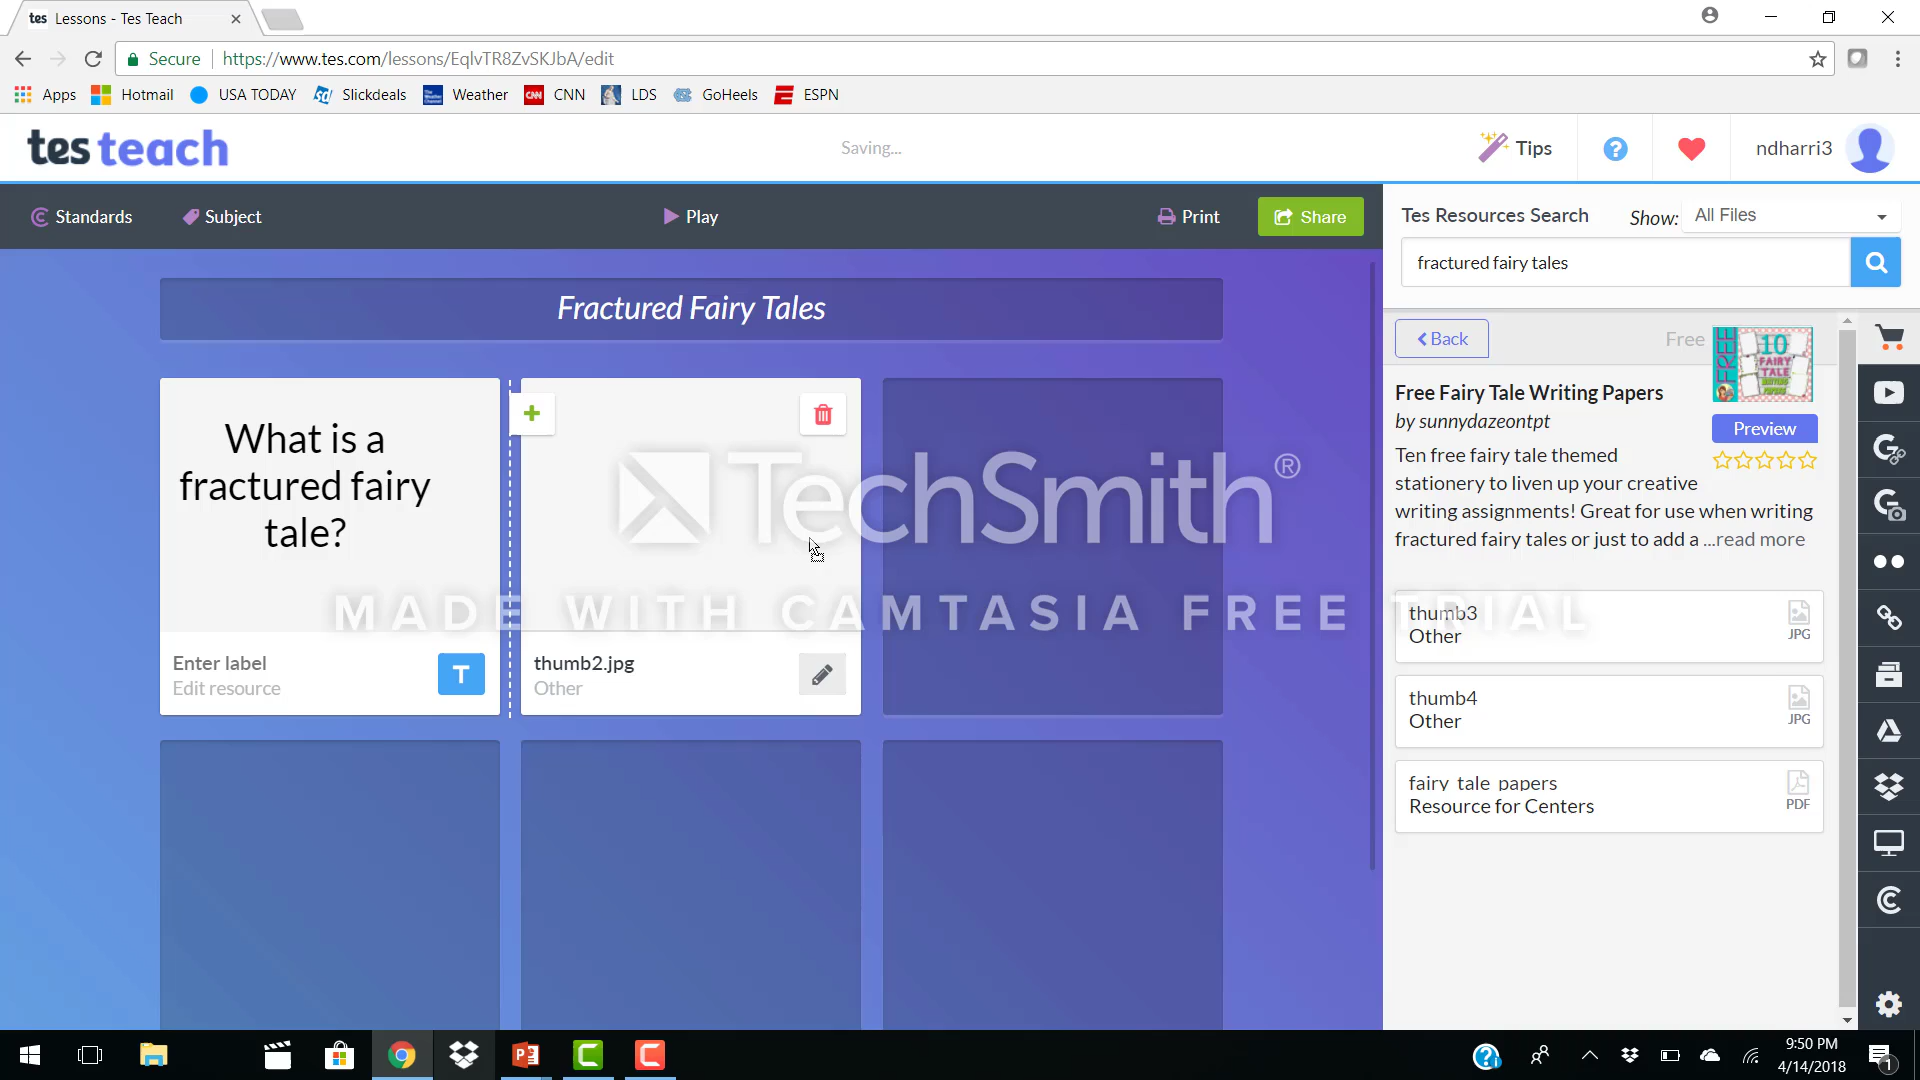 tes Lessons - Tes Teach
Secure https://www.tes.com/lessons/EqlvTR8ZvSKJbA/edit
Apps Hotmail USA TODAY Slickdeals Weather CNN LDS GoHeels ESPN
tes teach
Saving...
Tips
ndharri3
Standards Subject Play Print Share
Tes Resources Search Show: All Files
fractured fairy tales
Fractured Fairy Tales
Back Free
FREE 10 FAIRY TALE
Free Fairy Tale Writing Papers
by sunnydazeontpt
Preview
Ten free fairy tale themed
stationery to liven up your creative
writing assignments! Great for use when writing
fractured fairy tales or just to add a ...read more
What is a
fractured fairy
tale?
TechSmith®
MADE WITH CAMTASIA FREE TRIAL
Enter label
Edit resource
T
thumb2.jpg
Other
thumb3
Other
JPG
thumb4
Other
JPG
fairy tale papers
Resource for Centers
PDF
9:50 PM
4/14/2018
1